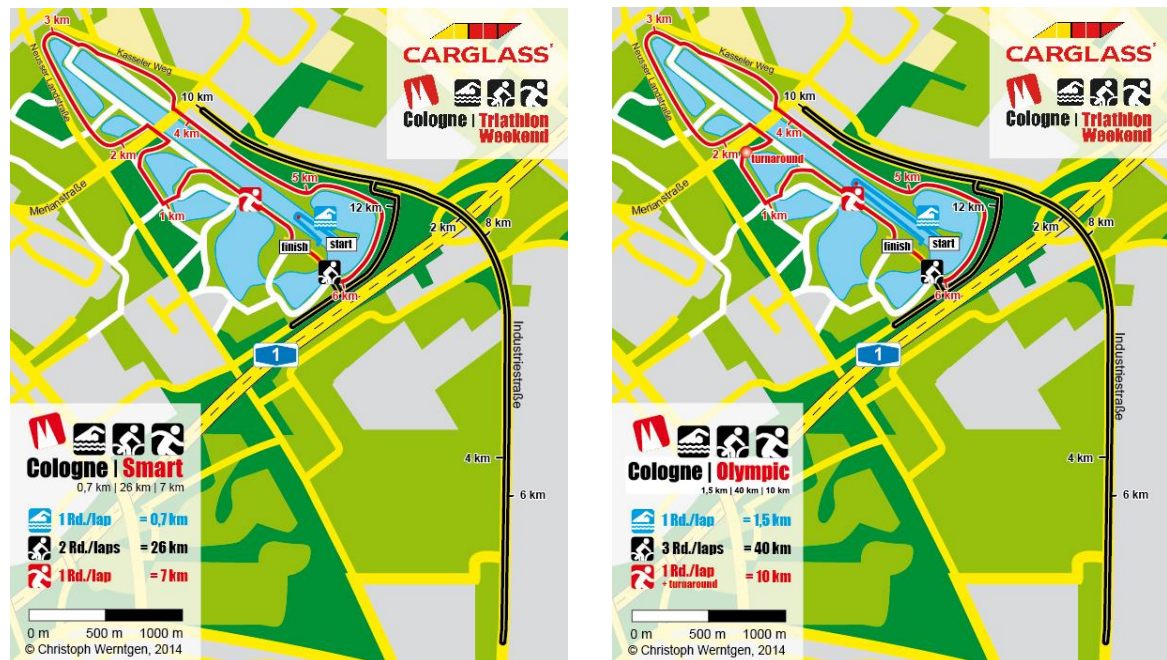 3 km
Neusser Landstraße
Kasseler Weg
CARGLASS'
10 km
Cologne | Triathlon
Weekend
4 km
2 km
Merianstraße
5 km
1 km
12 km
2 km
8 km
finish
start
6 km
1
Industriestraße
4 km
6 km
Cologne | Smart
0,7 km | 26 km | 7 km
1 Rd./lap = 0,7 km
2 Rd./laps = 26 km
1 Rd./lap = 7 km
0 m 500 m 1000 m
© Christoph Werntgen, 2014
3 km
Neusser Landstraße
Kasseler Weg
CARGLASS'
10 km
Cologne | Triathlon
Weekend
4 km
2 km
turnaround
Merianstraße
5 km
1 km
12 km
2 km
8 km
finish
start
6 km
1
Industriestraße
4 km
6 km
Cologne | Olympic
1,5 km | 40 km | 10 km
1 Rd./lap = 1,5 km
3 Rd./laps = 40 km
1 Rd./lap = 10 km
+ turnaround
0 m 500 m 1000 m
© Christoph Werntgen, 2014